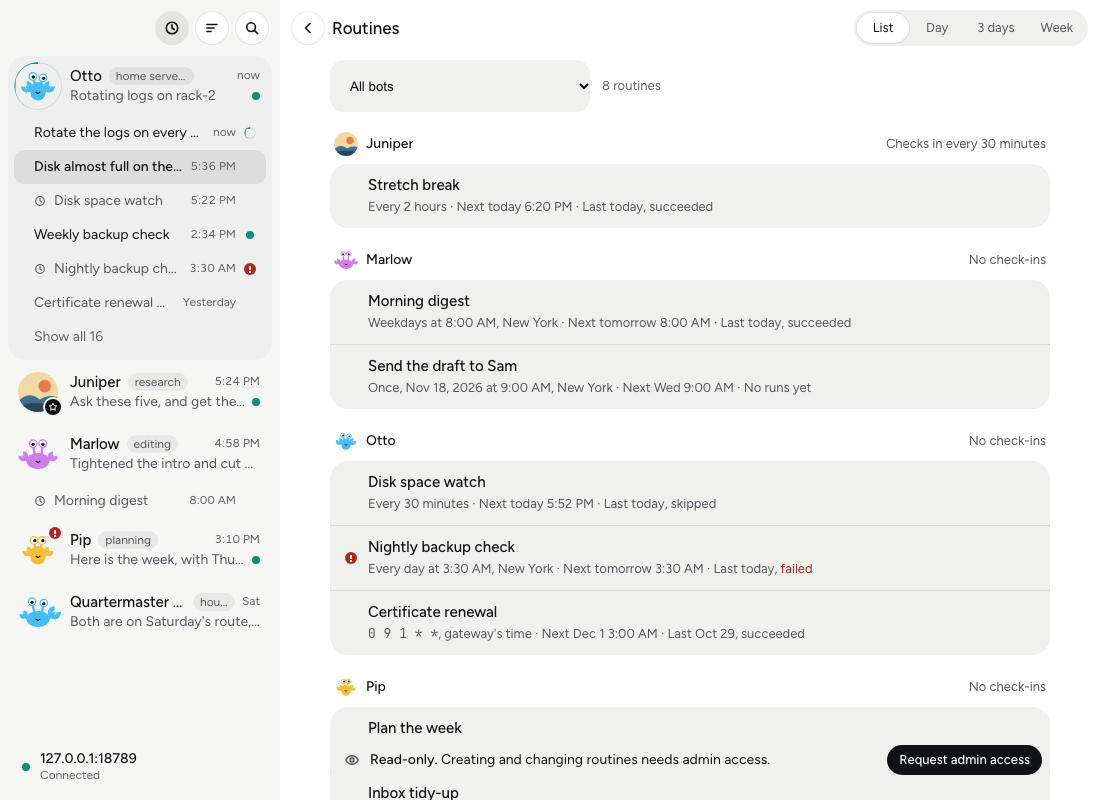 Otto home serve... now
Rotating logs on rack-2
Rotate the logs on every ... now
Disk almost full on the... 5:36 PM
Disk space watch 5:22 PM
Weekly backup check 2:34 PM
Nightly backup ch... 3:30 AM
Certificate renewal ... Yesterday
Show all 16
Juniper research 5:24 PM
Ask these five, and get the...
Marlow editing 4:58 PM
Tightened the intro and cut ...
Morning digest 8:00 AM
Pip planning 3:10 PM
Here is the week, with Thu...
Quartermaster ... hou... Sat
Both are on Saturday's route,...
127.0.0.1:18789
Connected
Routines
List Day 3 days Week
All bots 8 routines
Juniper Checks in every 30 minutes
Stretch break
Every 2 hours · Next today 6:20 PM · Last today, succeeded
Marlow No check-ins
Morning digest
Weekdays at 8:00 AM, New York · Next tomorrow 8:00 AM · Last today, succeeded
Send the draft to Sam
Once, Nov 18, 2026 at 9:00 AM, New York · Next Wed 9:00 AM · No runs yet
Otto No check-ins
Disk space watch
Every 30 minutes · Next today 5:52 PM · Last today, skipped
Nightly backup check
Every day at 3:30 AM, New York · Next tomorrow 3:30 AM · Last today, failed
Certificate renewal
0 9 1 * *, gateway's time · Next Dec 1 3:00 AM · Last Oct 29, succeeded
Pip No check-ins
Plan the week
Read-only. Creating and changing routines needs admin access. Request admin access
Inbox tidy-up